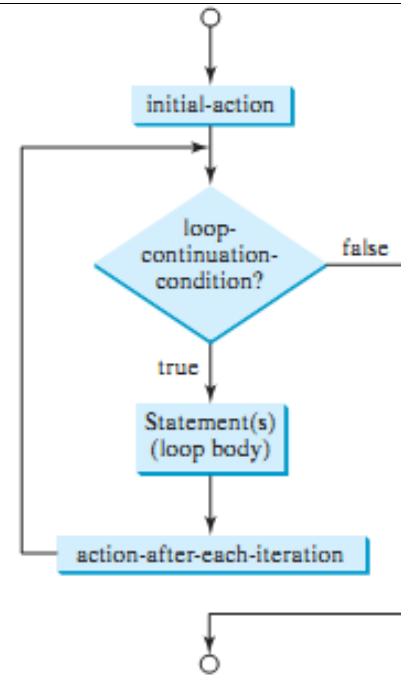 initial-action
loop-
continuation-
condition?
false
true
Statement(s)
(loop body)
action-after-each-iteration